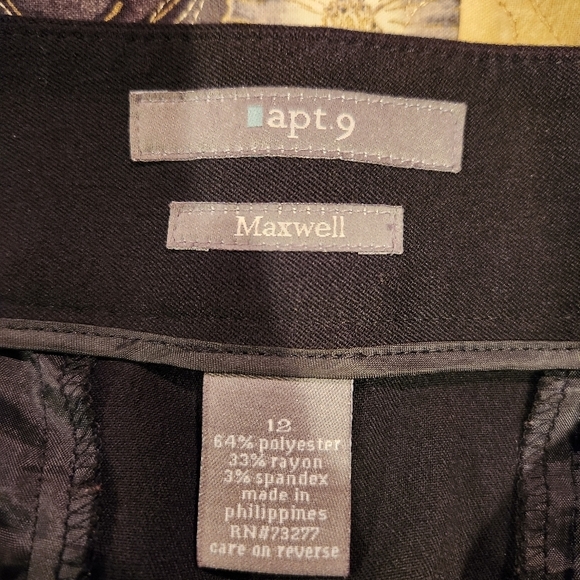 apt.9
Maxwell
12
64% polyester
33% rayon
3% spandex
made in
philippines
RN#73277
care on reverse